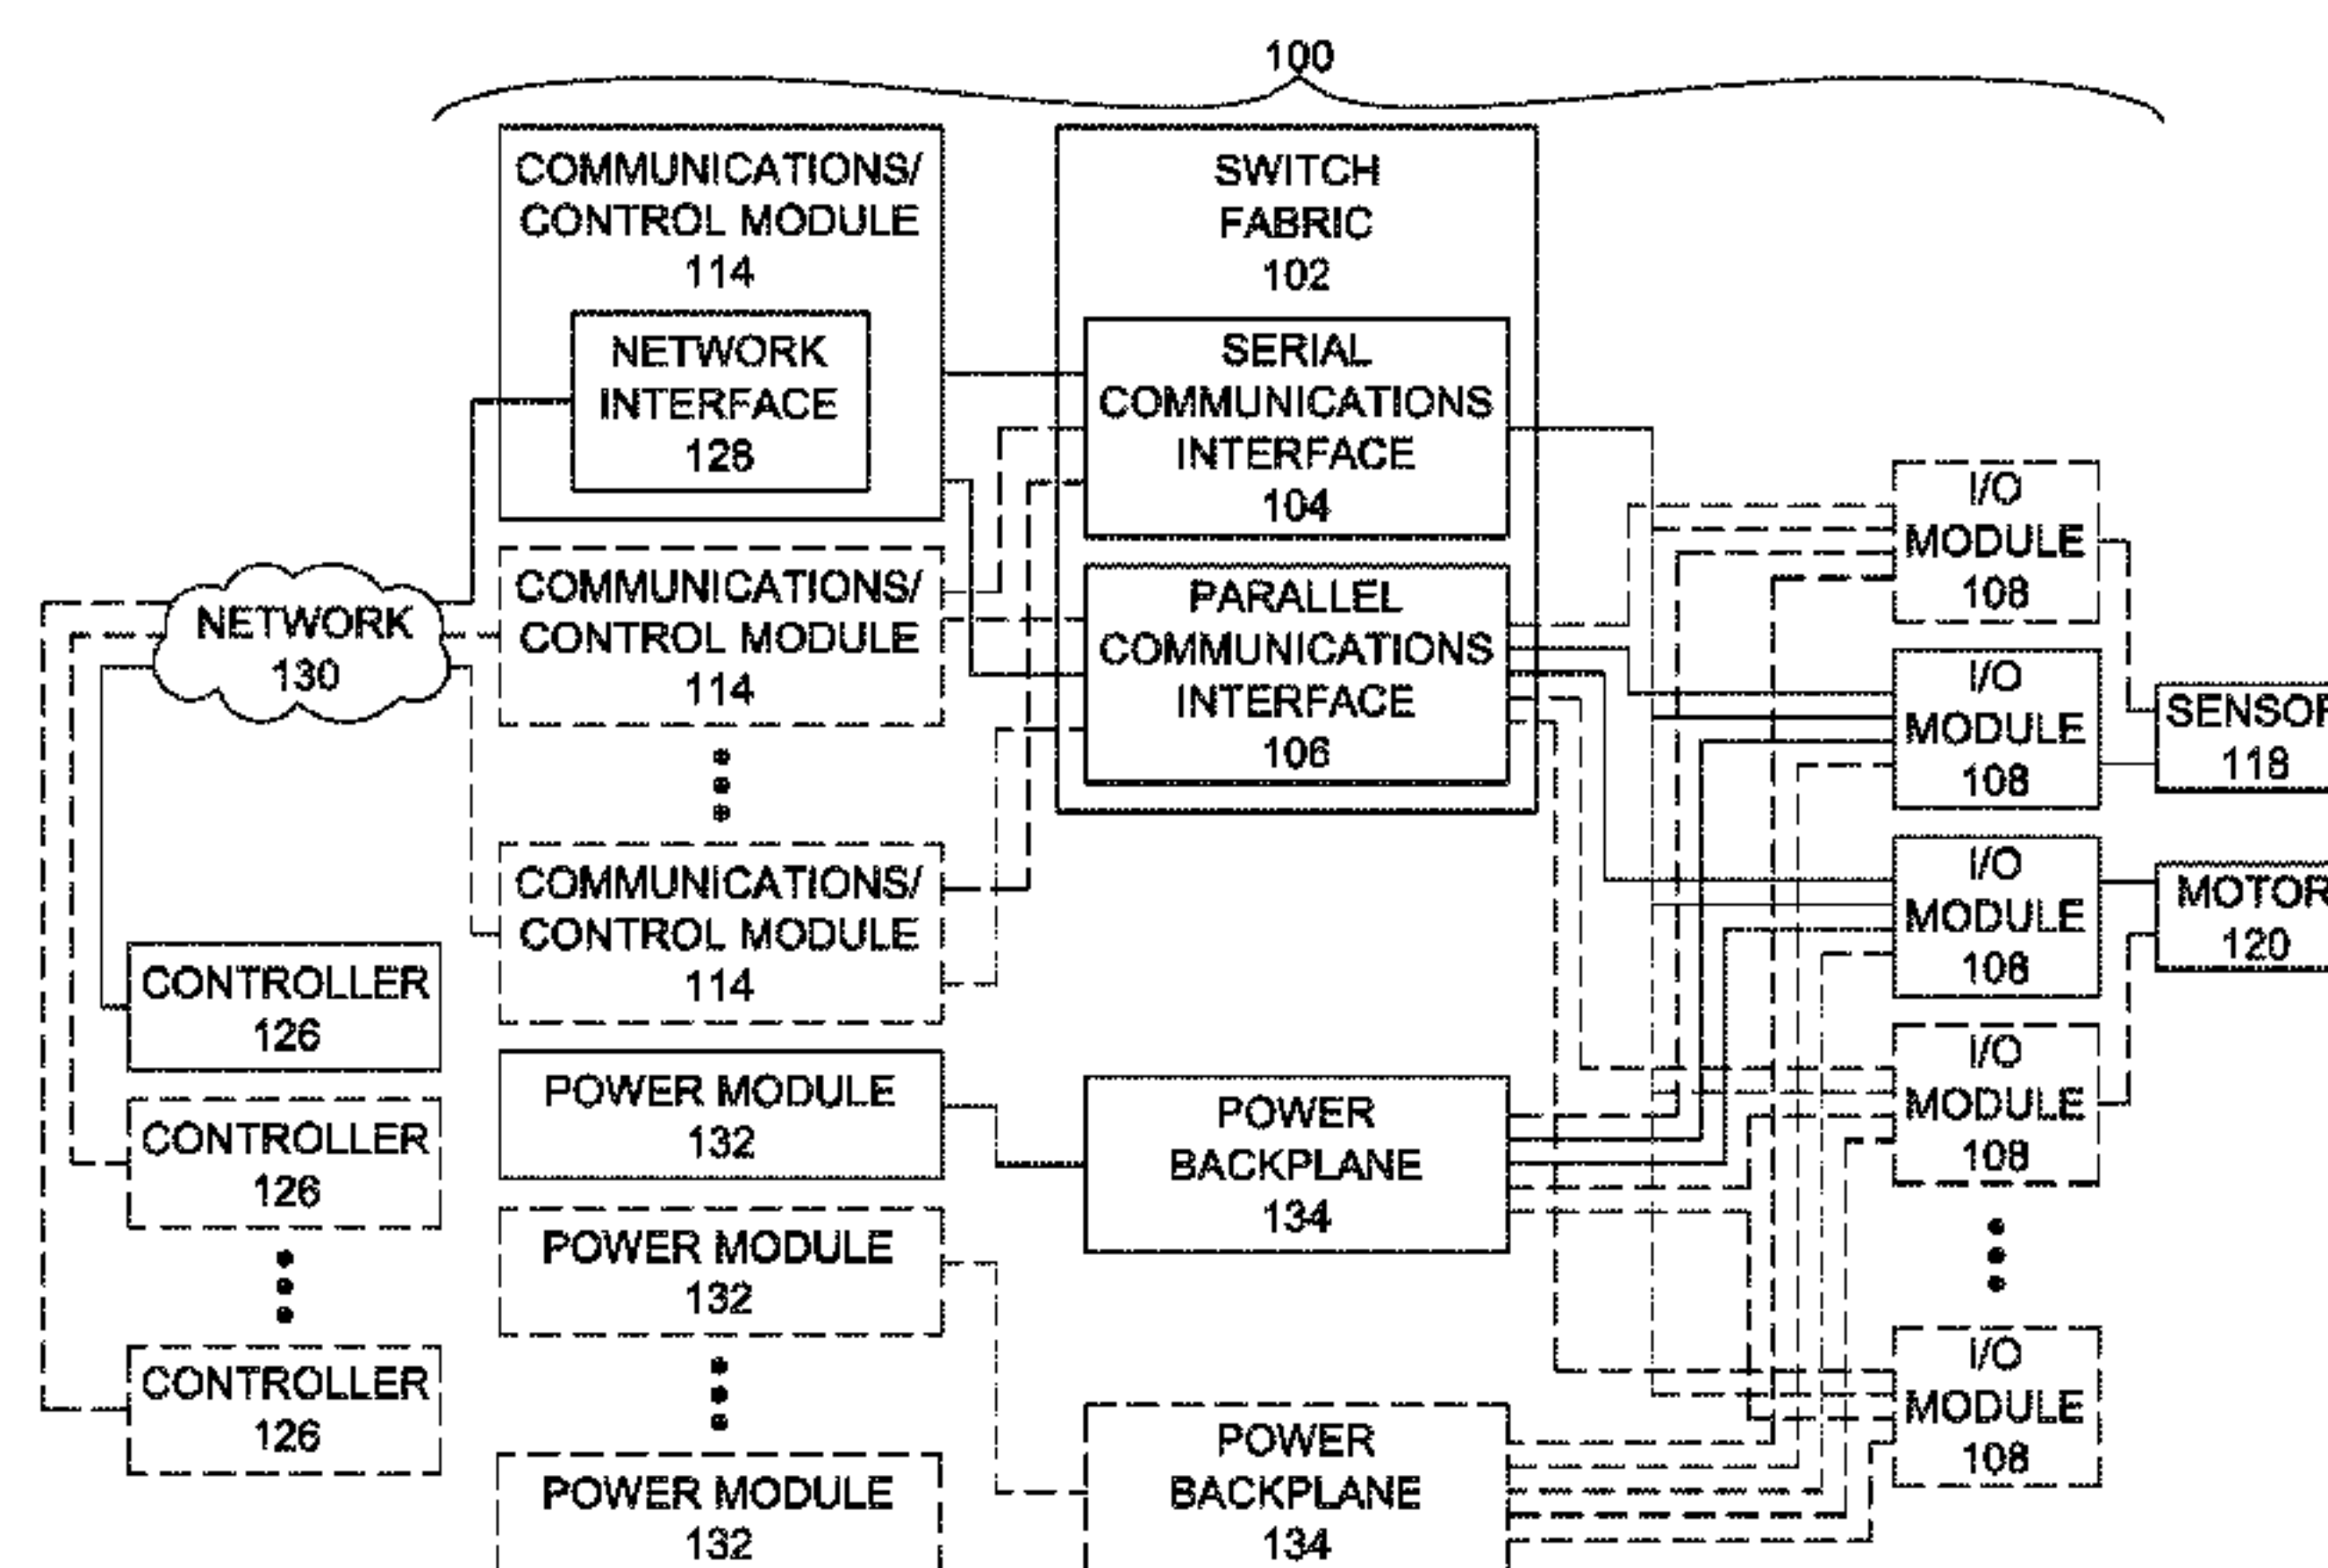 100
COMMUNICATIONS/
CONTROL MODULE
114
NETWORK
INTERFACE
128
SWITCH
FABRIC
102
SERIAL
COMMUNICATIONS
INTERFACE
104
PARALLEL
COMMUNICATIONS
INTERFACE
106
COMMUNICATIONS/
CONTROL MODULE
114
COMMUNICATIONS/
CONTROL MODULE
114
NETWORK
130
CONTROLLER
126
CONTROLLER
126
CONTROLLER
126
POWER MODULE
132
POWER MODULE
132
POWER MODULE
132
POWER
BACKPLANE
134
POWER
BACKPLANE
134
I/O
MODULE
108
I/O
MODULE
108
I/O
MODULE
108
I/O
MODULE
108
I/O
MODULE
108
SENSOR
118
MOTOR
120